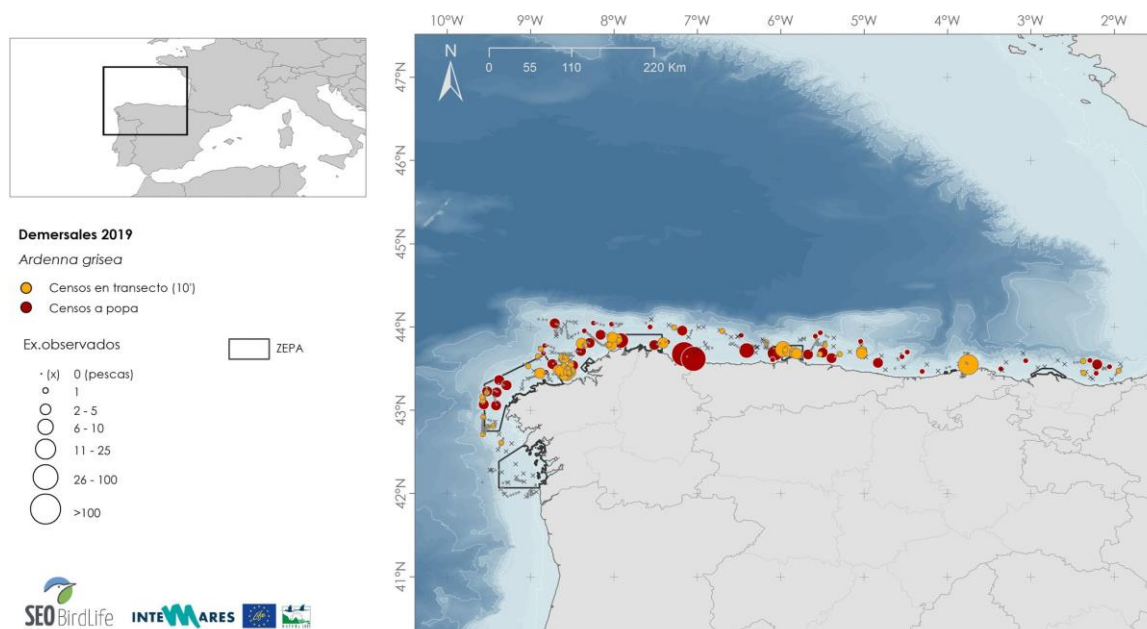 10°W 9°W 8°W 7°W 6°W 5°W 4°W 3°W 2°W
N
0 55 110 220 Km
47°N
46°N
45°N
44°N
43°N
42°N
41°N
Demersales 2019
Ardenna grísea
Censos en transecto (10')
Censos a popa
Ex.observados
ZEPA
(x) 0 (pescas)
1
2 - 5
6 - 10
11 - 25
26 - 100
>100
SEO BirdLife
INTEMARES
Life